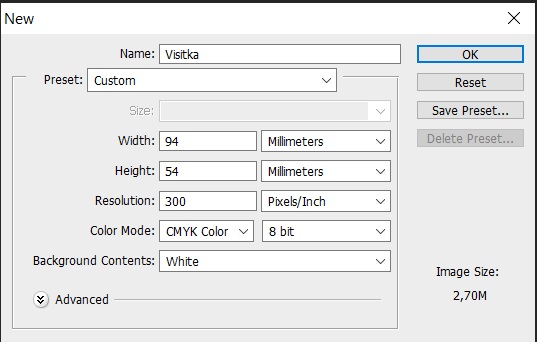 New
Name: Visitka OK
Preset: Custom Reset
Size: Save Preset...
Width: 94 Millimeters Delete Preset...
Height: 54 Millimeters
Resolution: 300 Pixels/Inch
Color Mode: CMYK Color 8 bit
Background Contents: White
Image Size:
Advanced 2,70M